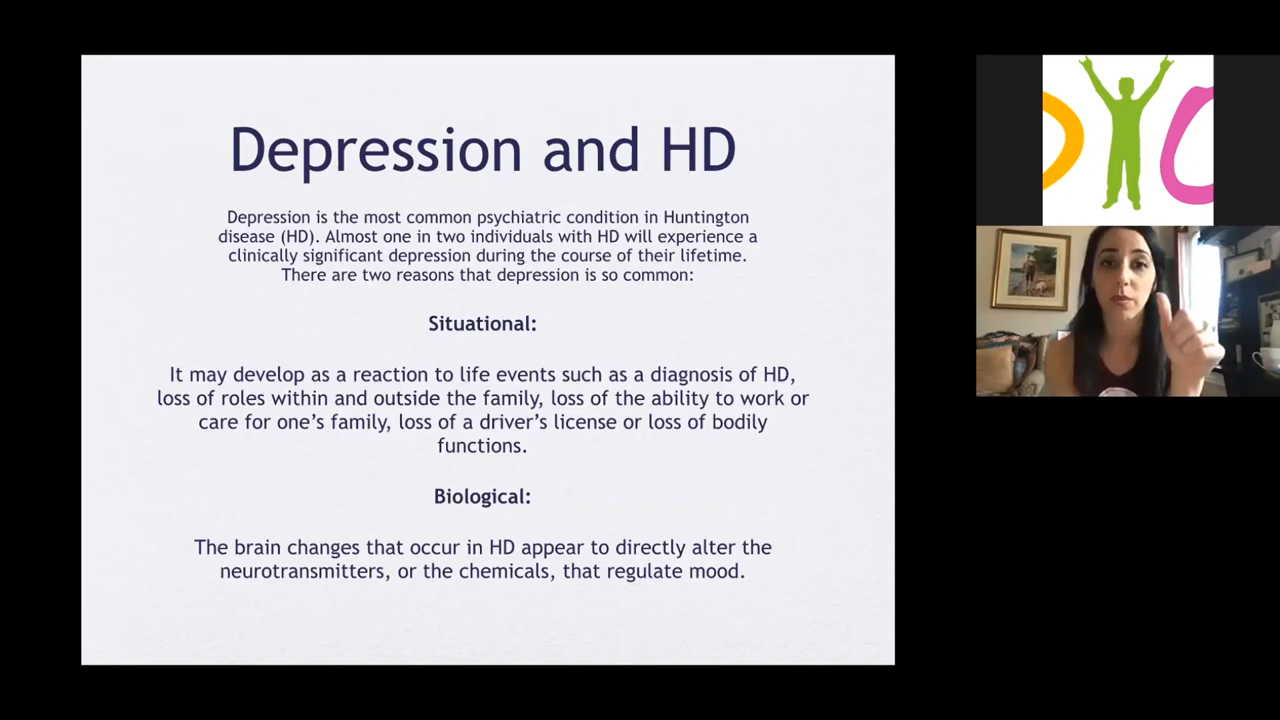 Depression and HD
Depression is the most common psychiatric condition in Huntington
disease (HD). Almost one in two individuals with HD will experience a
clinically significant depression during the course of their lifetime.
There are two reasons that depression is so common:
Situational:
It may develop as a reaction to life events such as a diagnosis of HD,
loss of roles within and outside the family, loss of the ability to work or
care for one’s family, loss of a driver’s license or loss of bodily
functions.
Biological:
The brain changes that occur in HD appear to directly alter the
neurotransmitters, or the chemicals, that regulate mood.